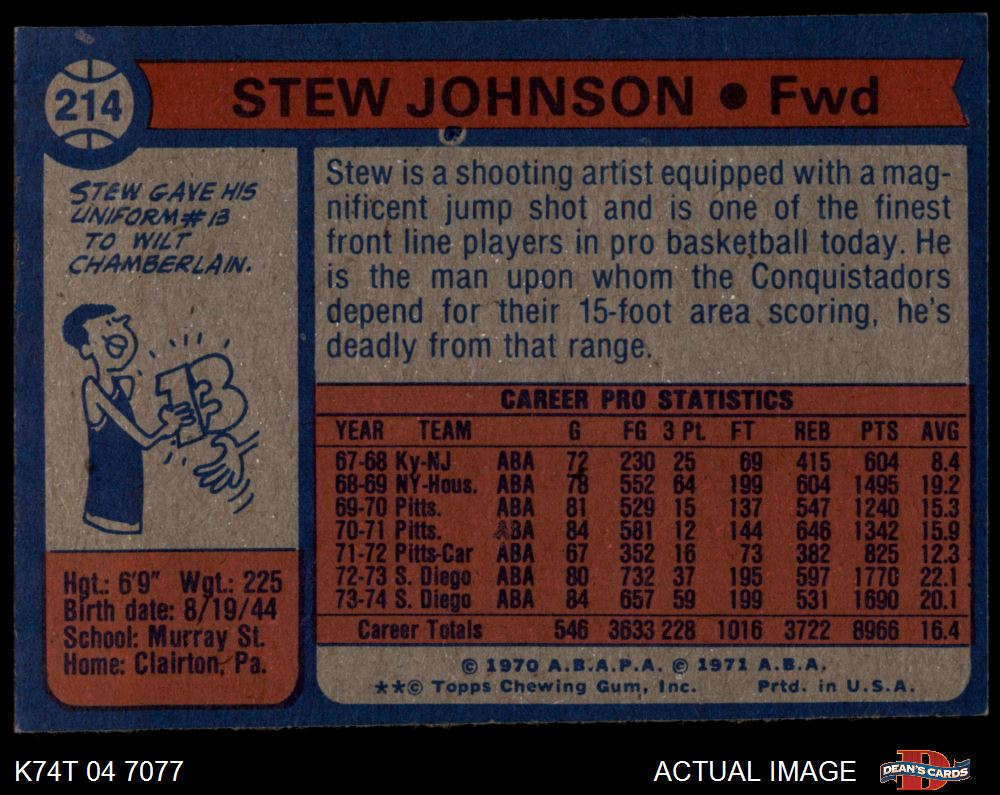 214
STEW JOHNSON • Fwd
STEW GAVE HIS
UNIFORM # 13
TO WILT
CHAMBERLAIN.
13
Hgt.: 6'9" Wgt.: 225
Birth date: 8/19/44
School: Murray St.
Home: Clairton, Pa.
Stew is a shooting artist equipped with a mag-
nificent jump shot and is one of the finest
front line players in pro basketball today. He
is the man upon whom the Conquistadors
depend for their 15-foot area scoring, he's
deadly from that range.
CAREER PRO STATISTICS
YEAR TEAM G FG 3 Pt. FT REB PTS AVG
67-68 Ky-NJ ABA 72 230 25 69 415 604 8.4
68-69 NY-Hous. ABA 78 552 64 199 604 1495 19.2
69-70 Pitts. ABA 81 529 15 137 547 1240 15.3
70-71 Pitts. ABA 84 581 12 144 646 1342 15.9
71-72 Pitts-Car ABA 67 352 16 73 382 825 12.3
72-73 S. Diego ABA 80 732 37 195 597 1770 22.1
73-74 S. Diego ABA 84 657 59 199 531 1690 20.1
Career Totals 546 3633 228 1016 3722 8966 16.4
© 1970 A.B.A.P.A. © 1971 A.B.A.
**© Topps Chewing Gum, Inc. Prtd. in U.S.A.
K74T 04 7077
ACTUAL IMAGE
D
DEAN'S CARDS